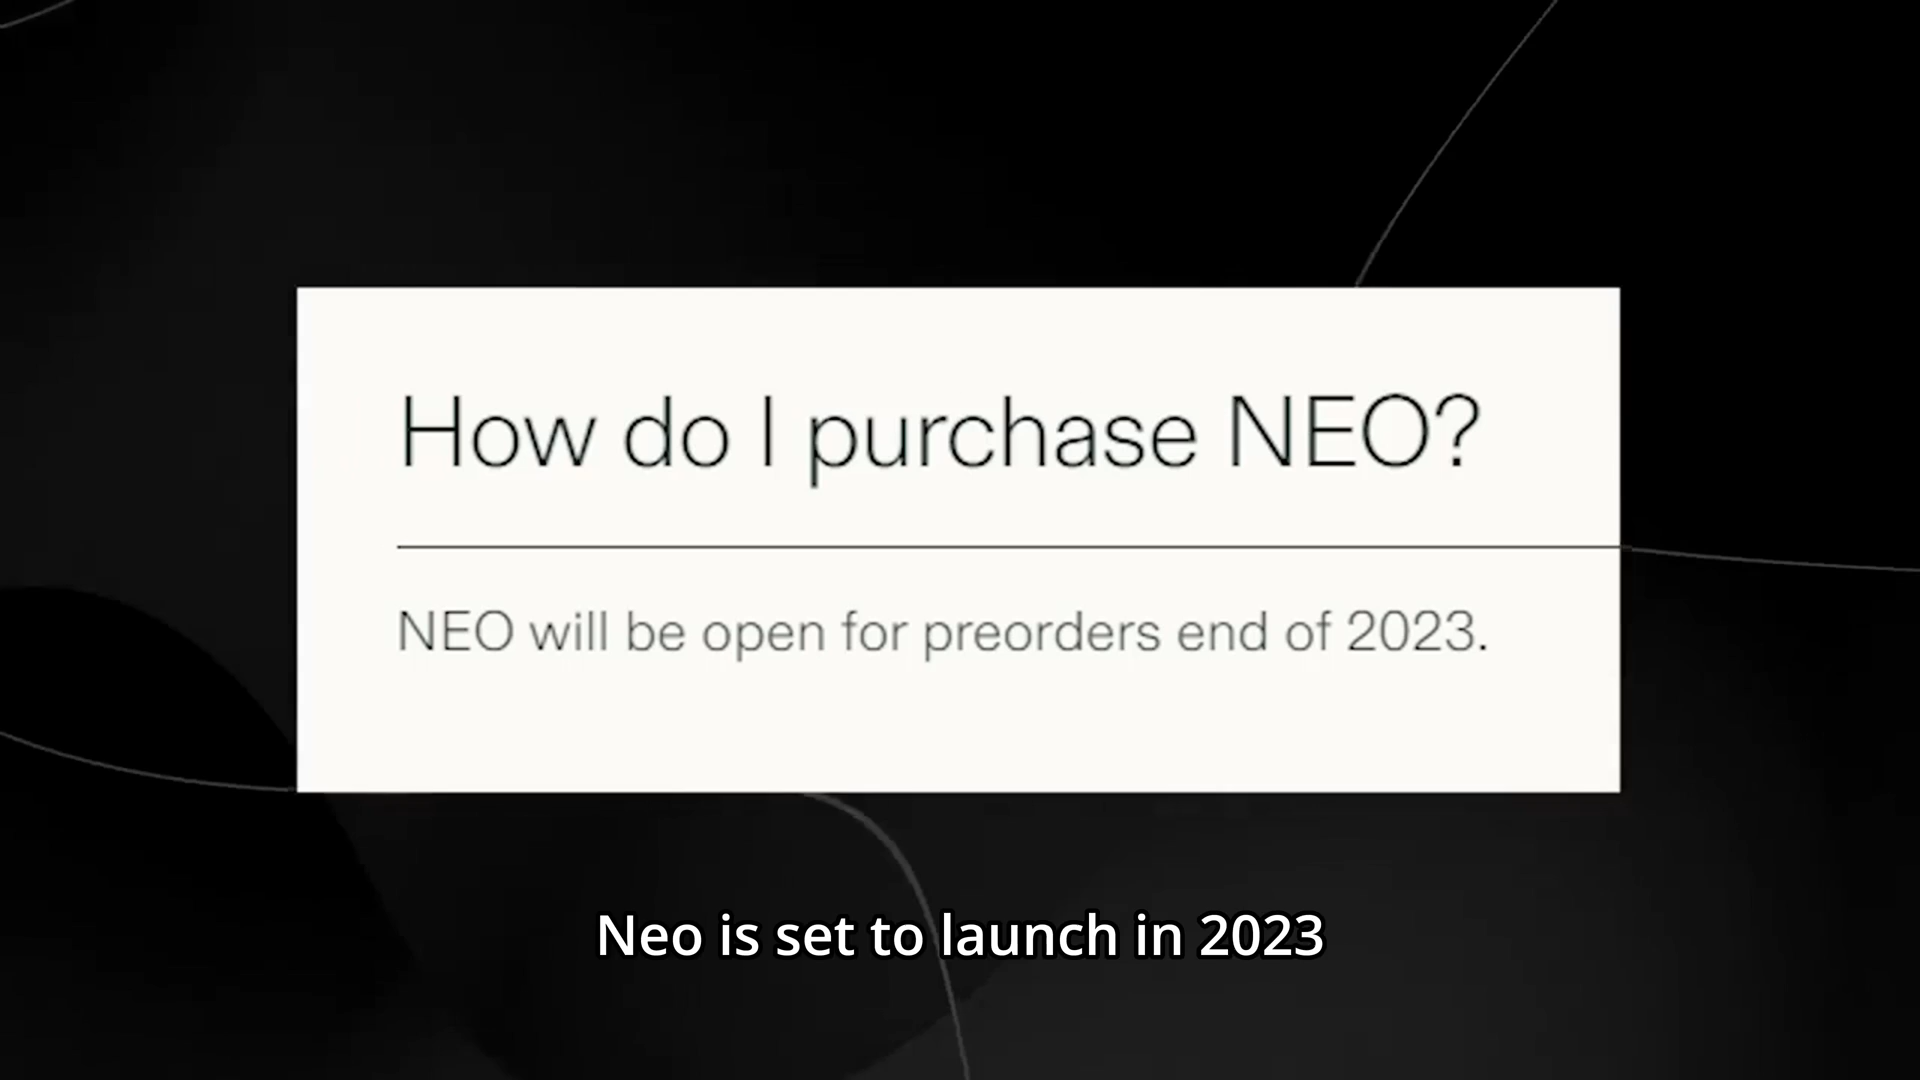 How do I purchase NEO?
NEO will be open for preorders end of 2023.
Neo is set to launch in 2023